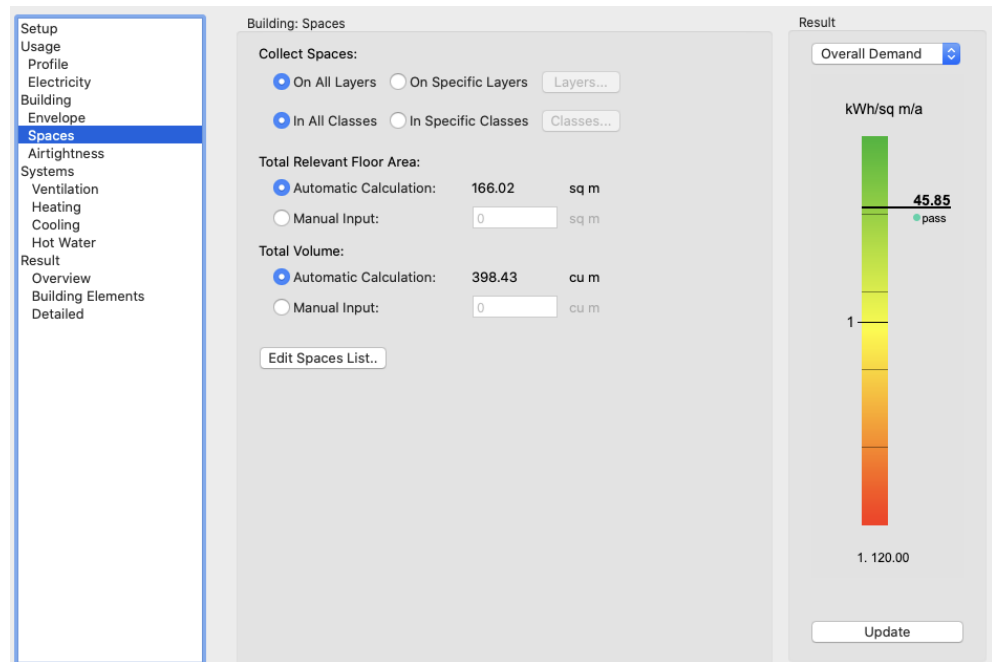 Setup
Usage
Profile
Electricity
Building
Envelope
Spaces
Airtightness
Systems
Ventilation
Heating
Cooling
Hot Water
Result
Overview
Building Elements
Detailed
Building: Spaces
Collect Spaces:
On All Layers On Specific Layers Layers...
In All Classes In Specific Classes Classes...
Total Relevant Floor Area:
Automatic Calculation: 166.02 sq m
Manual Input: 0 sq m
Total Volume:
Automatic Calculation: 398.43 cu m
Manual Input: 0 cu m
Edit Spaces List..
Result
Overall Demand
kWh/sq m/a
45.85
pass
1
1. 120.00
Update